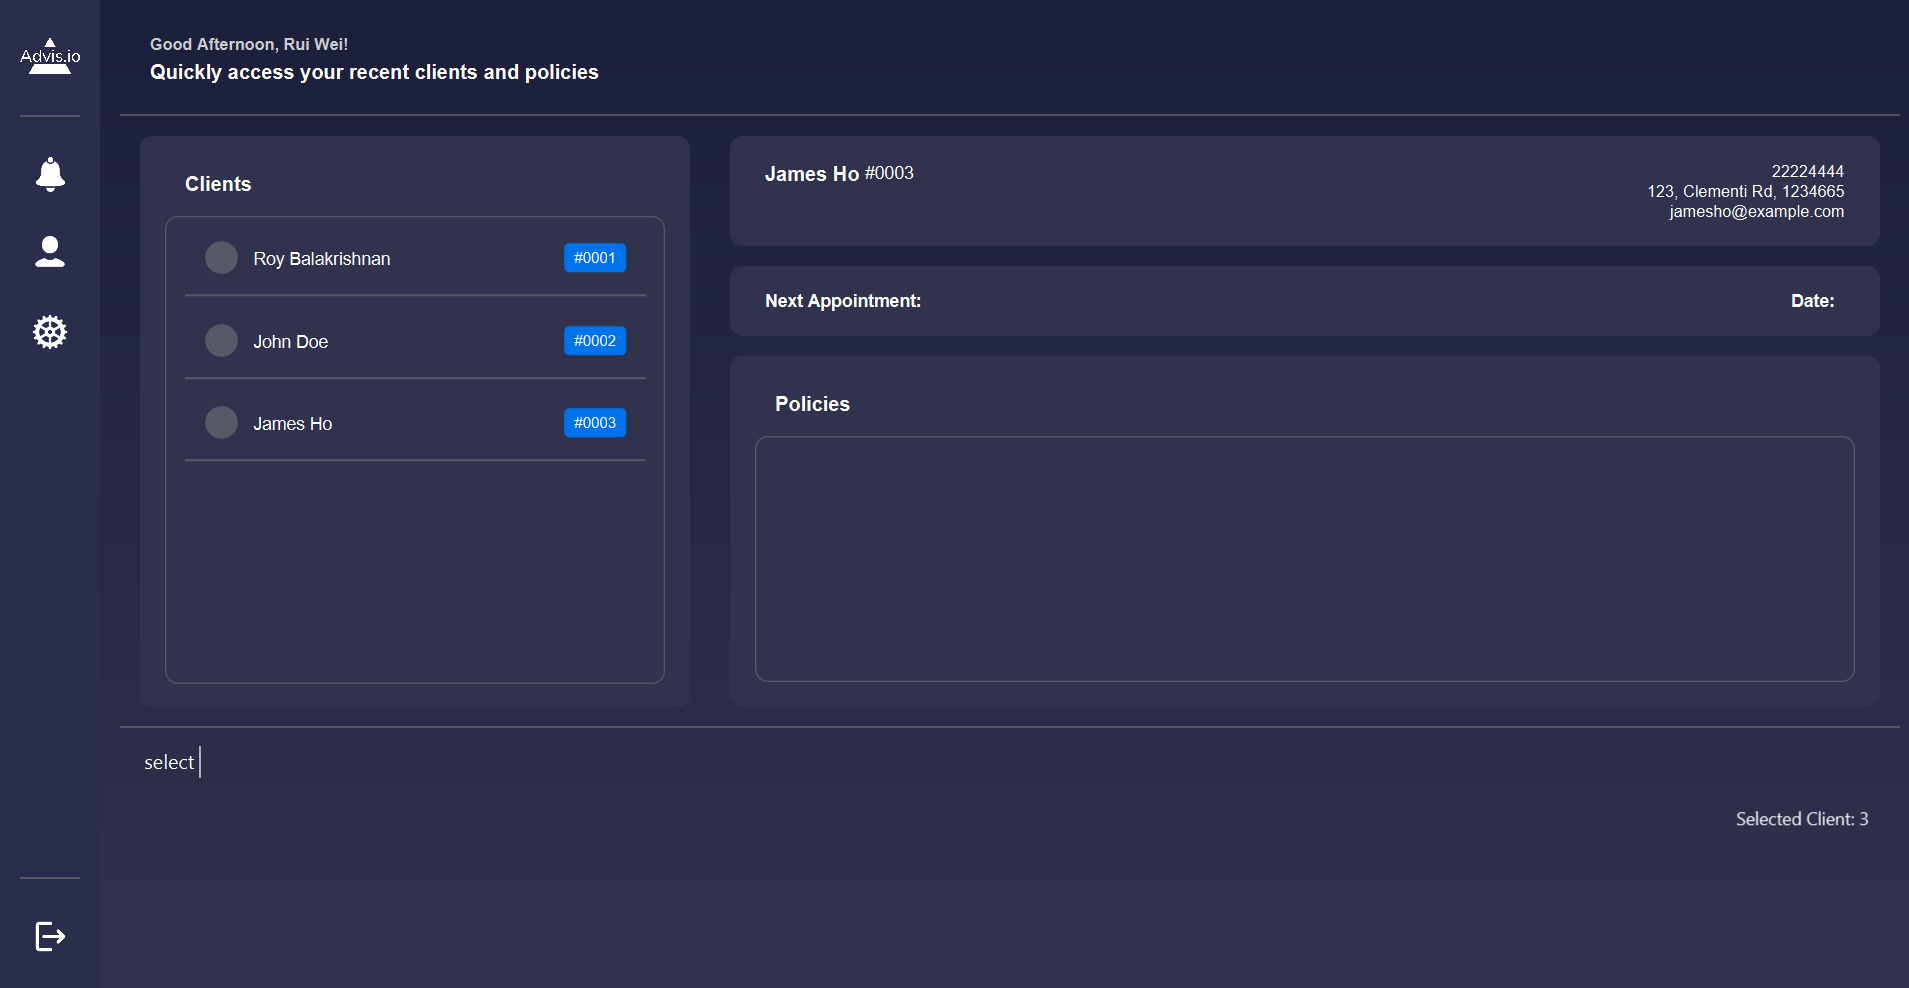 Advis.io
Good Afternoon, Rui Wei!
Quickly access your recent clients and policies
Clients
Roy Balakrishnan #0001
John Doe #0002
James Ho #0003
James Ho #0003
22224444
123, Clementi Rd, 1234665
jamesho@example.com
Next Appointment: Date:
Policies
select
Selected Client: 3